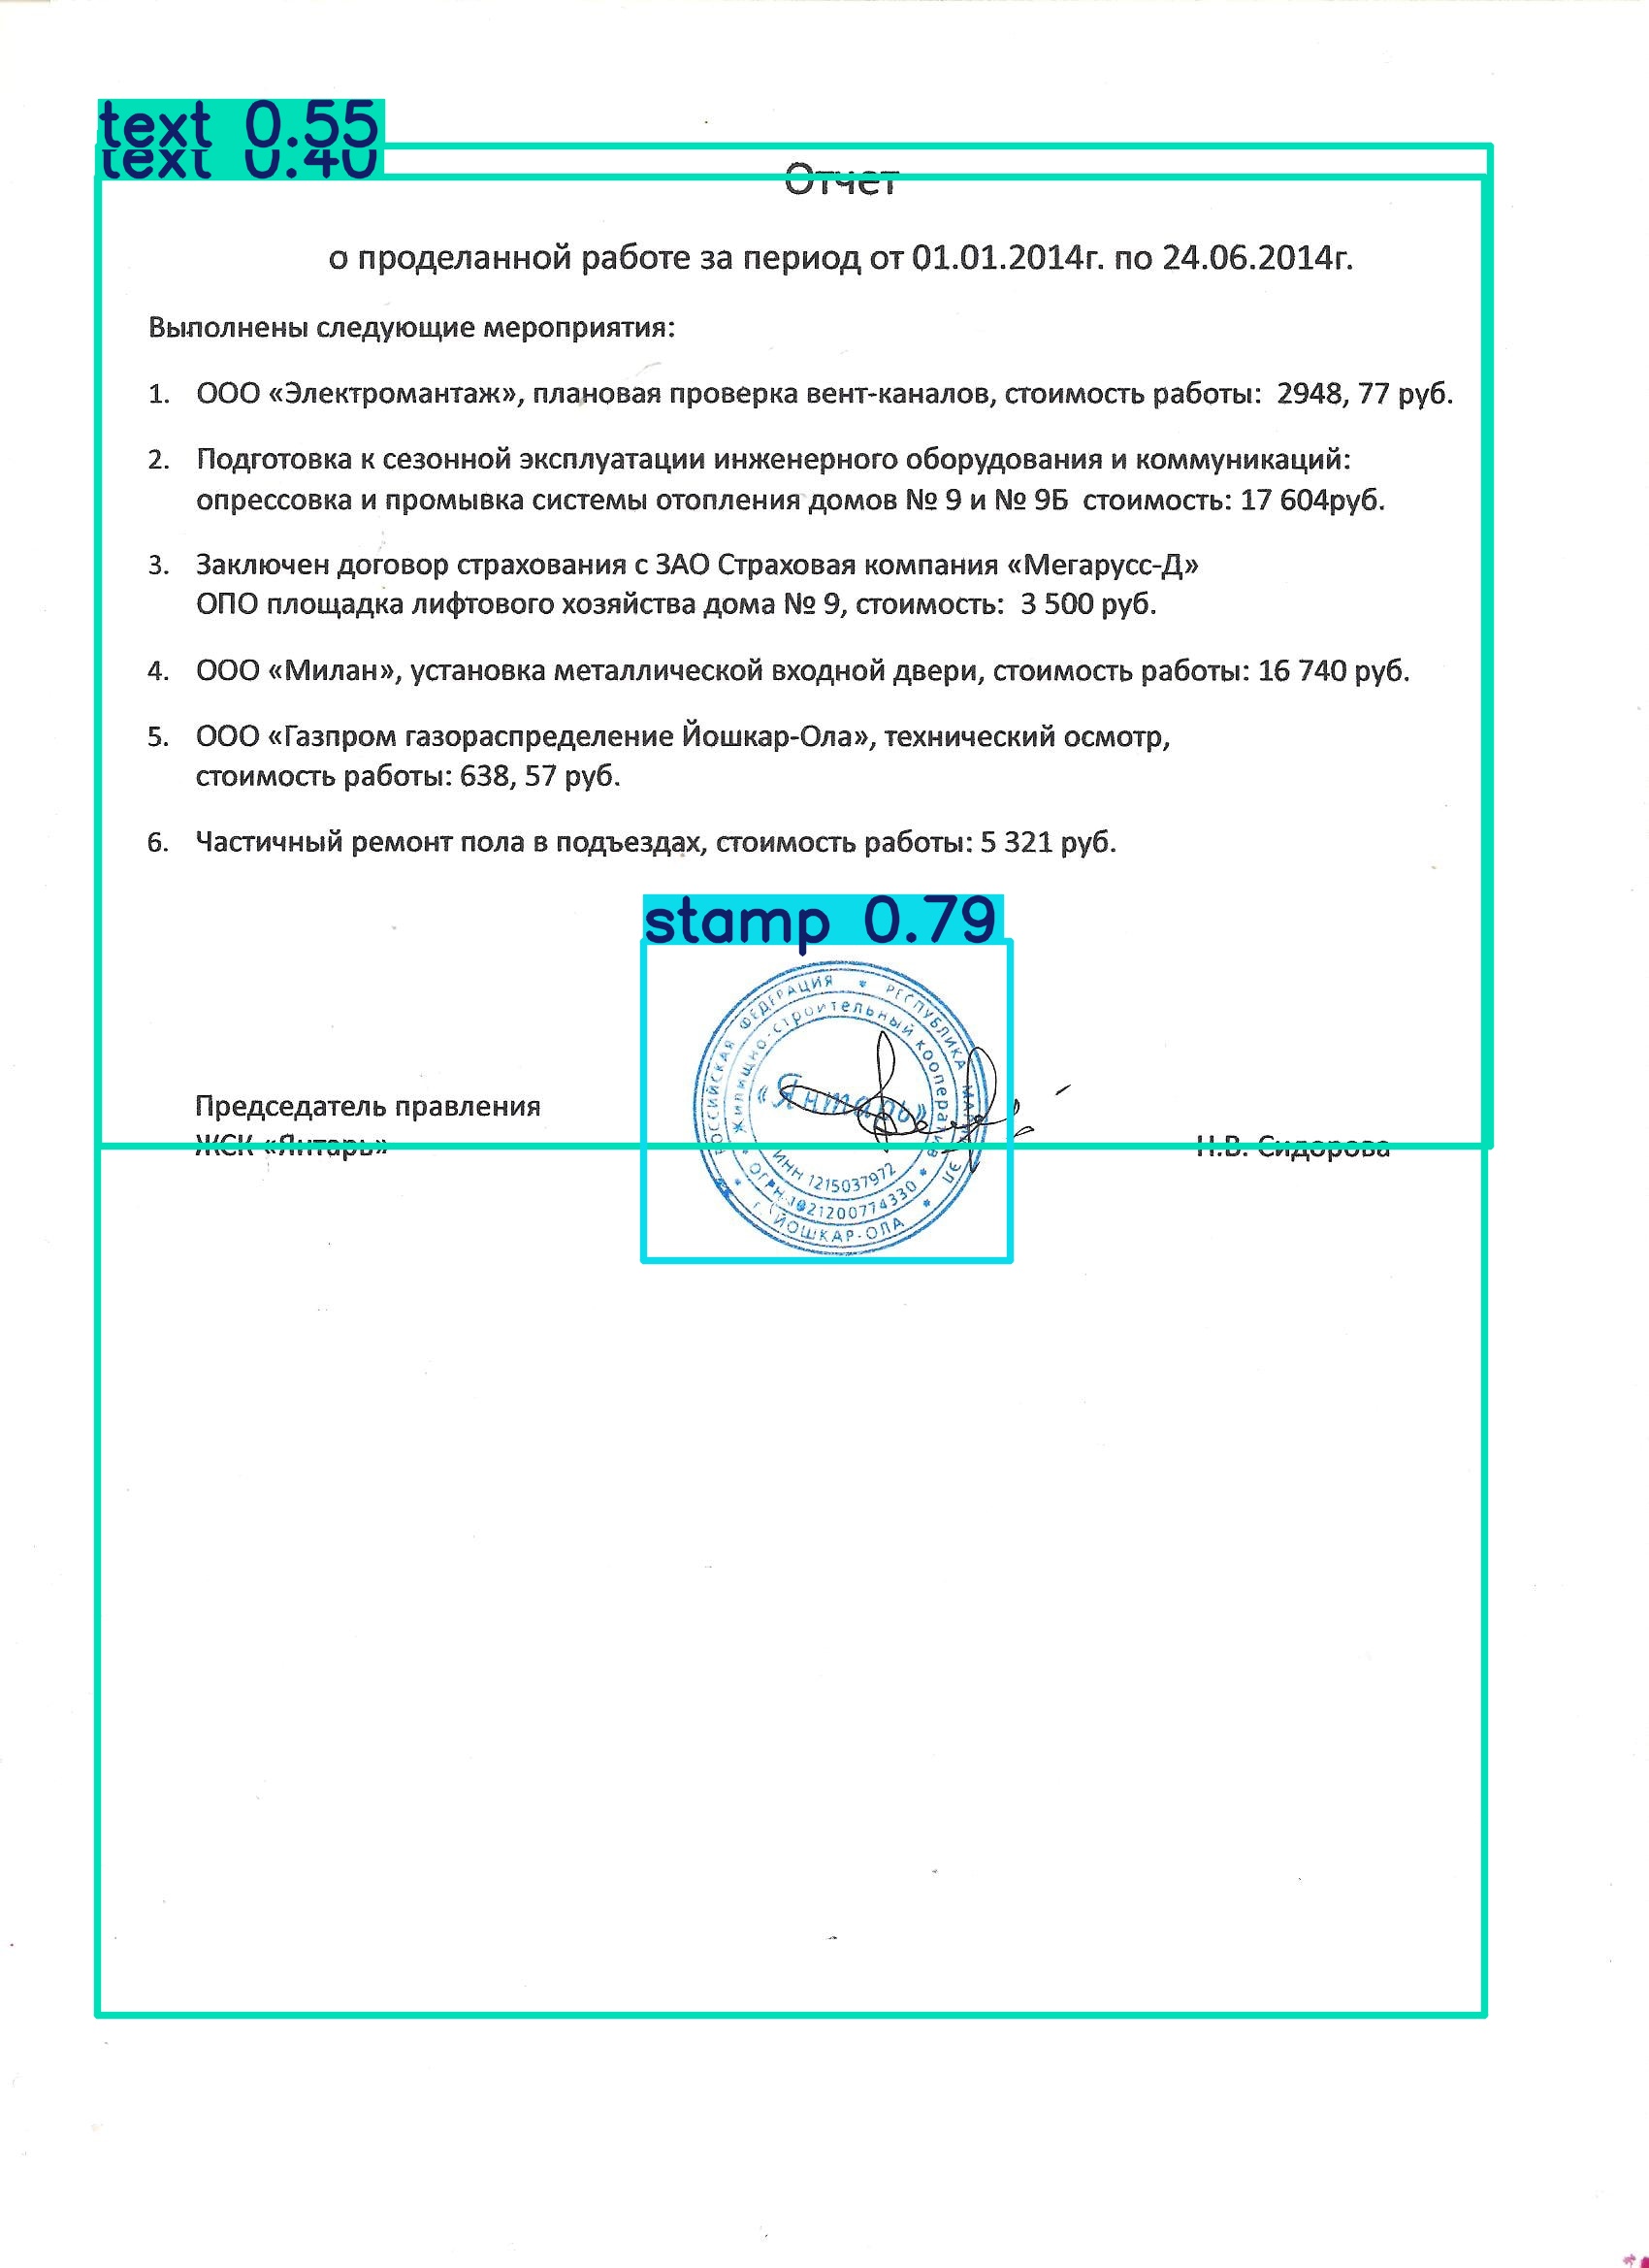 text 0.55
text 0.40
Отчет
о проделанной работе за период от 01.01.2014г. по 24.06.2014г.
Выполнены следующие мероприятия:
1. ООО «Электромантаж», плановая проверка вент-каналов, стоимость работы: 2948, 77 руб.
2. Подготовка к сезонной эксплуатации инженерного оборудования и коммуникаций:
опрессовка и промывка системы отопления домов № 9 и № 9Б стоимость: 17 604руб.
3. Заключен договор страхования с ЗАО Страховая компания «Мегарусс-Д»
ОПО площадка лифтового хозяйства дома № 9, стоимость: 3 500 руб.
4. ООО «Милан», установка металлической входной двери, стоимость работы: 16 740 руб.
5. ООО «Газпром газораспределение Йошкар-Ола», технический осмотр,
стоимость работы: 638, 57 руб.
6. Частичный ремонт пола в подъездах, стоимость работы: 5 321 руб.
stamp 0.79
РОССИЙСКАЯ ФЕДЕРАЦИЯ * РЕСПУБЛИКА МАРИЙ ЭЛ *
г. ЙОШКАР-ОЛА
Жилищно-строительный кооператив
ОГРН 1021200774330
«Янтарь»
ИНН 1215037972
Председатель правления
ЖСК «Янтарь» Н.В. Сидорова